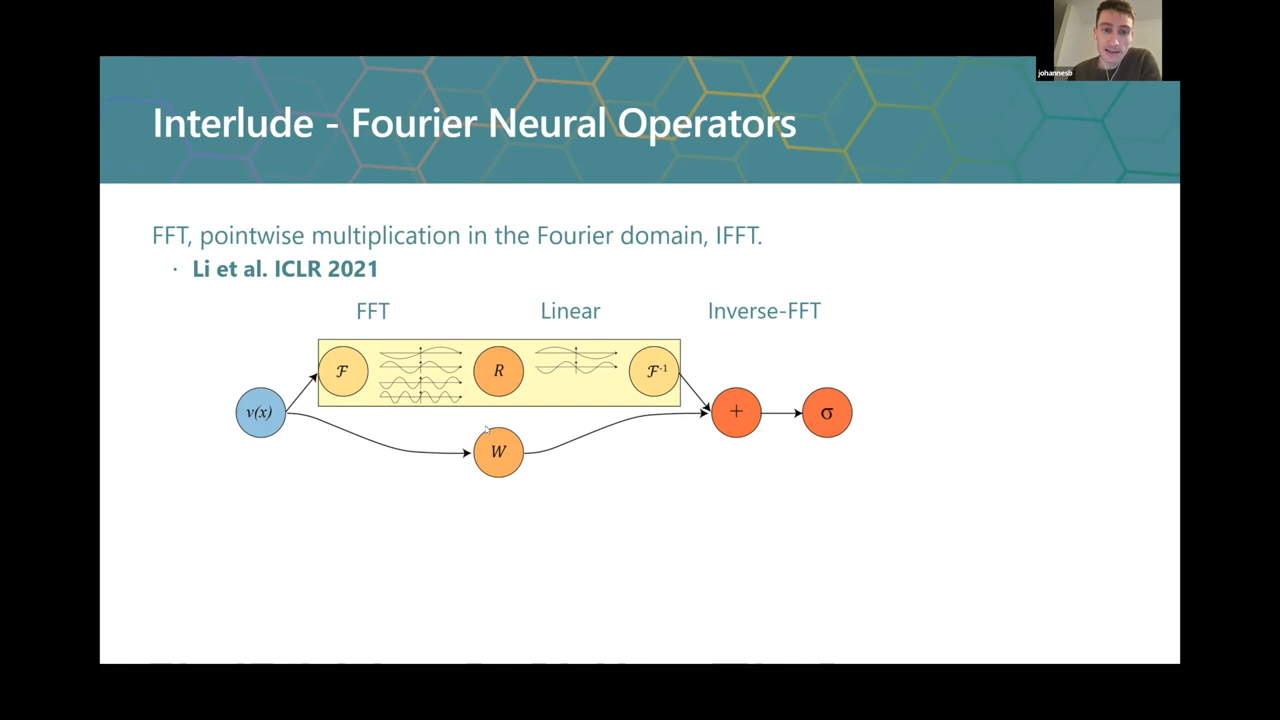 johannesb
Interlude - Fourier Neural Operators
FFT, pointwise multiplication in the Fourier domain, IFFT.
· Li et al. ICLR 2021
FFT Linear Inverse-FFT
ℱ R ℱ⁻¹
v(x) + σ
W